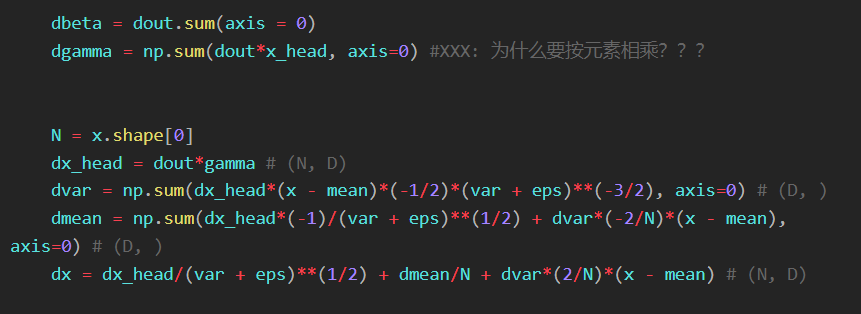 dbeta = dout.sum(axis = 0)
dgamma = np.sum(dout*x_head, axis=0) #XXX: 为什么要按元素相乘？？？
N = x.shape[0]
dx_head = dout*gamma # (N, D)
dvar = np.sum(dx_head*(x - mean)*(-1/2)*(var + eps)**(-3/2), axis=0) # (D, )
dmean = np.sum(dx_head*(-1)/(var + eps)**(1/2) + dvar*(-2/N)*(x - mean),
axis=0) # (D, )
dx = dx_head/(var + eps)**(1/2) + dmean/N + dvar*(2/N)*(x - mean) # (N, D)